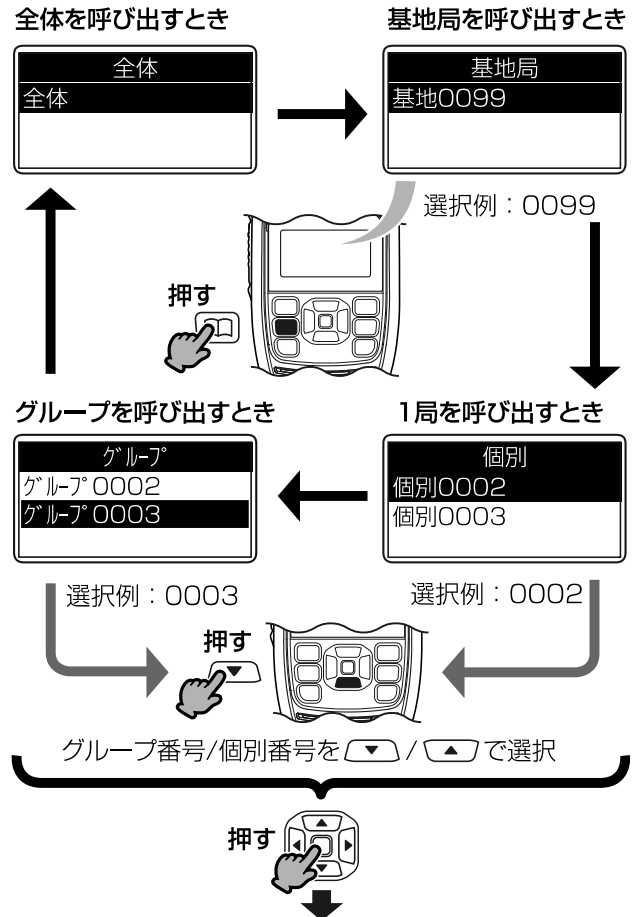 全体を呼び出すとき
全体
全体
基地局を呼び出すとき
基地局
基地0099
選択例：0099
押す
グループを呼び出すとき
ｸﾞﾙｰﾌﾟ
ｸﾞﾙｰﾌﾟ0002
ｸﾞﾙｰﾌﾟ0003
選択例：0003
1局を呼び出すとき
個別
個別0002
個別0003
選択例：0002
押す
グループ番号/個別番号を▼/▲で選択
押す